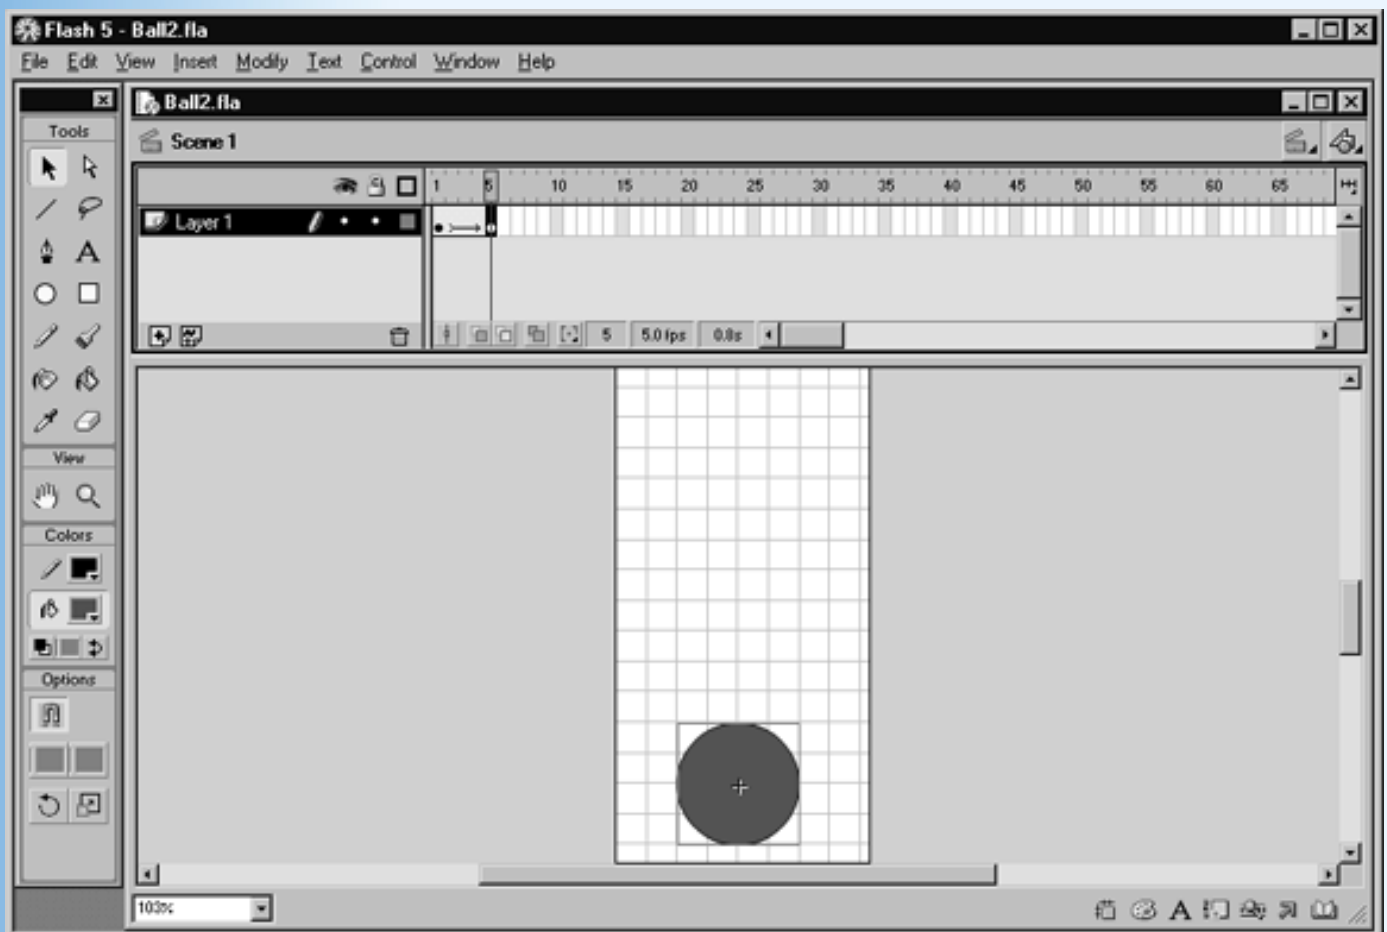 Flash 5 - Ball2.fla
File Edit View Insert Modify Text Control Window Help
Ball2.fla
Tools
Scene 1
1 5 10 15 20 25 30 35 40 45 50 55 60 65
Layer 1
5 5.0 fps 0.8s
View
Colors
Options
103%